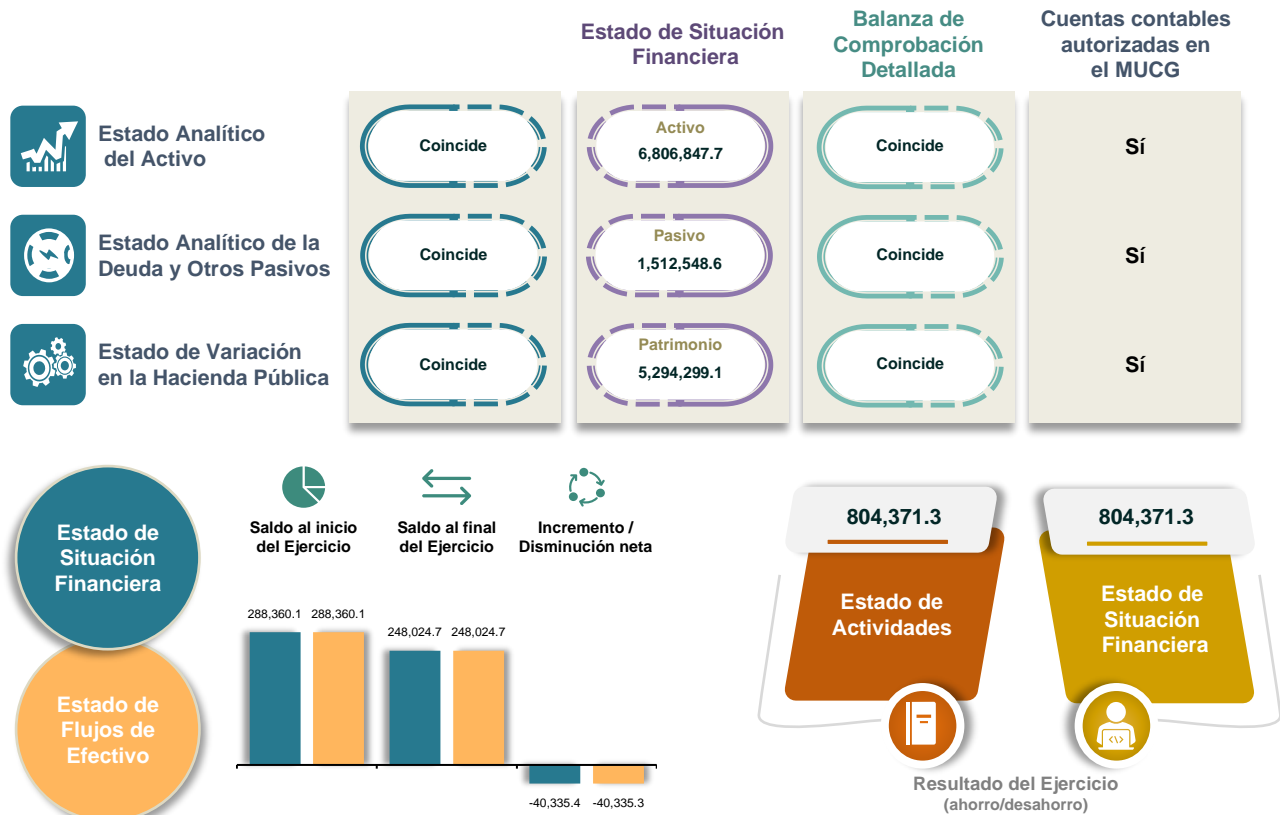 Estado de Situación
Financiera
Balanza de
Comprobación
Detallada
Cuentas contables
autorizadas en
el MUCG
Estado Analítico
del Activo
Coincide
Activo
6,806,847.7
Coincide
Sí
Estado Analítico de la
Deuda y Otros Pasivos
Coincide
Pasivo
1,512,548.6
Coincide
Sí
Estado de Variación
en la Hacienda Pública
Coincide
Patrimonio
5,294,299.1
Coincide
Sí
Estado de
Situación
Financiera
Estado de
Flujos de
Efectivo
Saldo al inicio
del Ejercicio
Saldo al final
del Ejercicio
Incremento /
Disminución neta
288,360.1 288,360.1
248,024.7 248,024.7
-40,335.4 -40,335.3
804,371.3
Estado de
Actividades
804,371.3
Estado de
Situación
Financiera
Resultado del Ejercicio
(ahorro/desahorro)